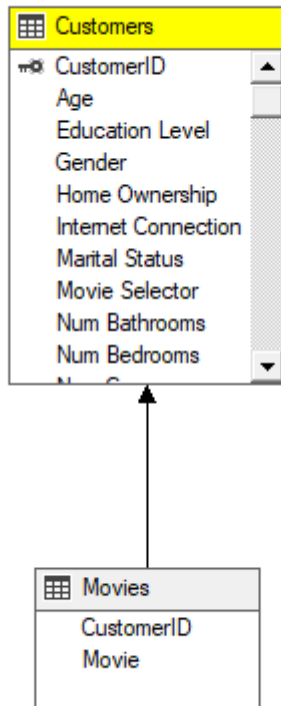 Customers
CustomerID
Age
Education Level
Gender
Home Ownership
Internet Connection
Marital Status
Movie Selector
Num Bathrooms
Num Bedrooms
Movies
CustomerID
Movie